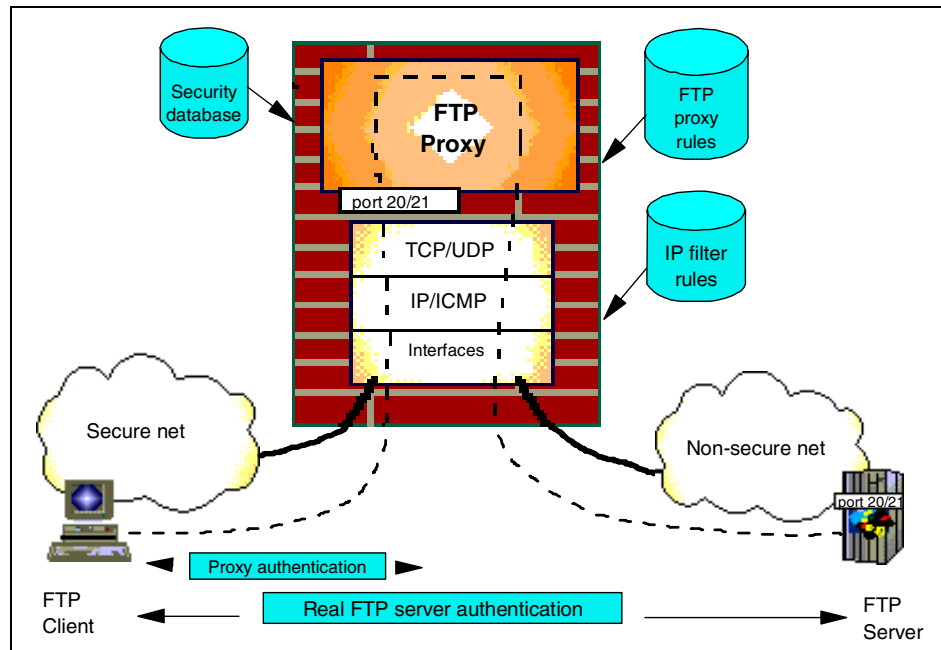 Security
database
FTP
Proxy
FTP
proxy
rules
port 20/21
TCP/UDP
IP filter
rules
IP/ICMP
Interfaces
Secure net
Non-secure net
port 20/21
Proxy authentication
FTP
Client
Real FTP server authentication
FTP
Server